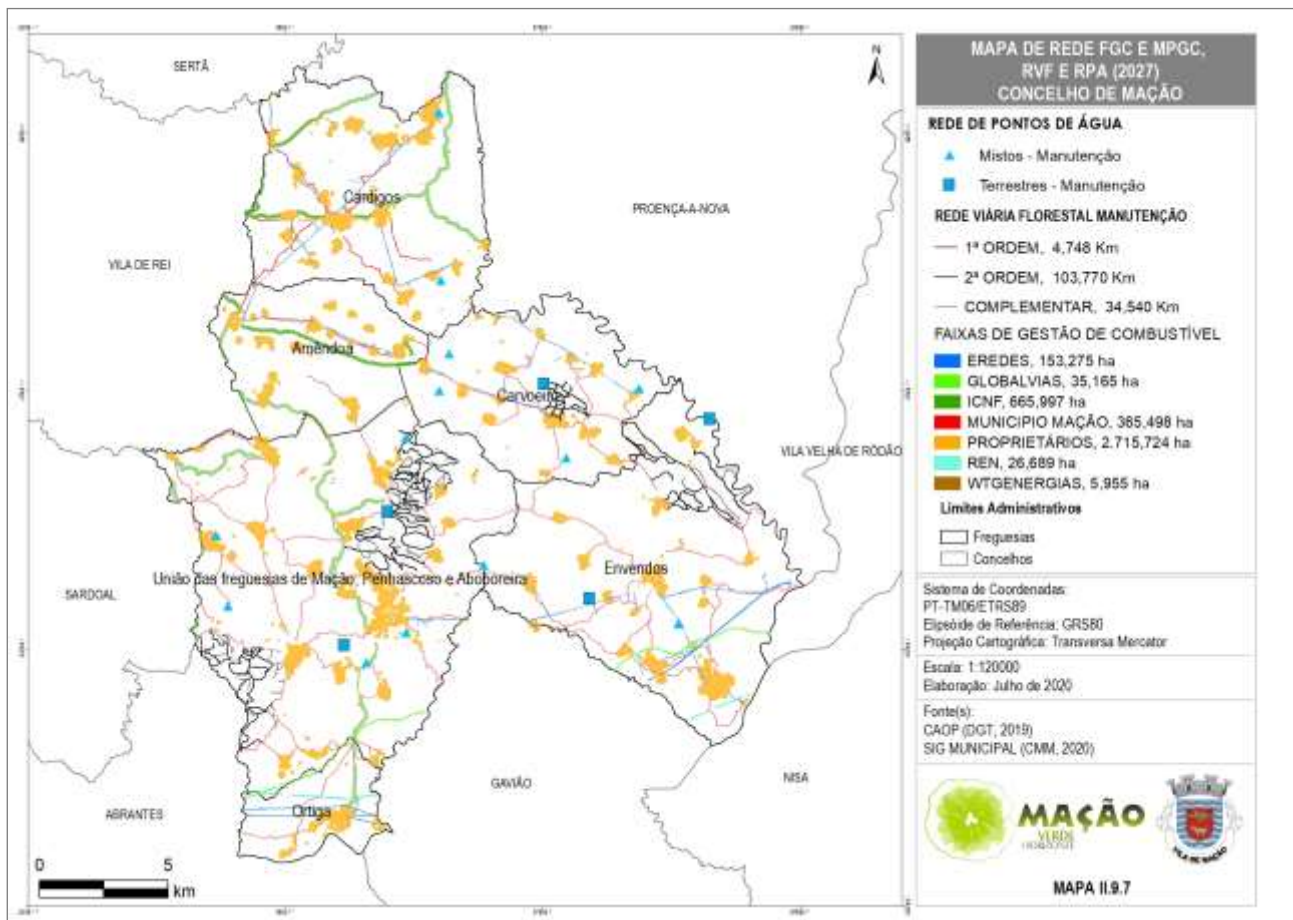 SERTÃ
N
Cardigos
PROENÇA-A-NOVA
VILA DE REI
Amêndoa
Carvoeiro
VILA VELHA DE RÓDÃO
União das freguesias de Mação, Penhascoso e Aboboreira
Envendos
SARDOAL
GAVIÃO
NISA
ABRANTES
Ortiga
0 5
km
MAPA DE REDE FGC E MPGC,
RVF E RPA (2027)
CONCELHO DE MAÇÃO
REDE DE PONTOS DE ÁGUA
Mistos - Manutenção
Terrestres - Manutenção
REDE VIÁRIA FLORESTAL MANUTENÇÃO
1ª ORDEM, 4,748 Km
2ª ORDEM, 103,770 Km
COMPLEMENTAR, 34,540 Km
FAIXAS DE GESTÃO DE COMBUSTÍVEL
EREDES, 153,275 ha
GLOBALVIAS, 35,165 ha
ICNF, 665,997 ha
MUNICIPIO MAÇÃO, 365,498 ha
PROPRIETÁRIOS, 2.715,724 ha
REN, 26,689 ha
WTGENERGIAS, 5,955 ha
Limites Administrativos
Freguesias
Concelhos
Sistema de Coordenadas:
PT-TM06/ETRS89
Elipsóide de Referência: GRS80
Projeção Cartográfica: Transversa Mercator
Escala: 1:120000
Elaboração: Julho de 2020
Fonte(s):
CAOP (DGT, 2019)
SIG MUNICIPAL (CMM, 2020)
MAÇÃO
VERDE
HORIZONTE
VILA DE MAÇÃO
MAPA II.9.7